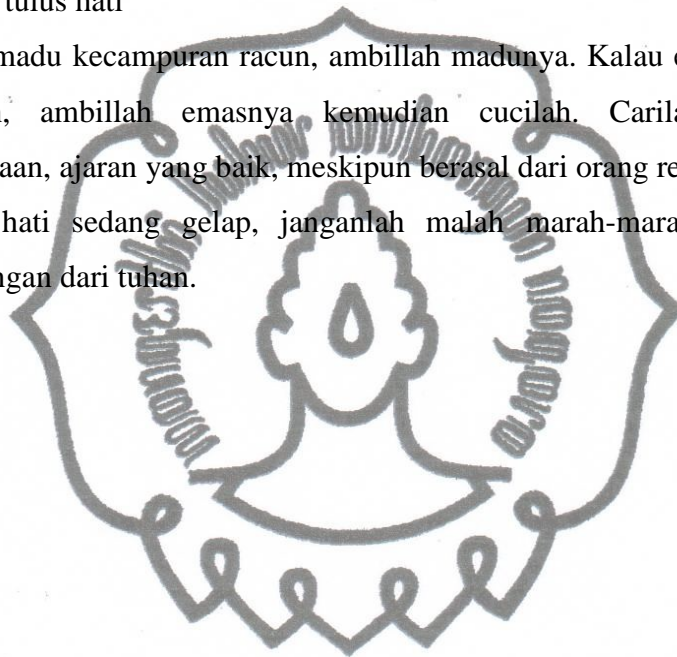 tulus hati
madu kecampuran racun, ambillah madunya. Kalau
, ambillah emasnya kemudian cucilah. Carila
aan, ajaran yang baik, meskipun berasal dari orang re
hati sedang gelap, janganlah malah marah-mara
ngan dari tuhan.